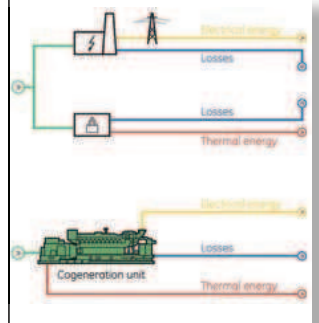 Electrical energy
Losses
Losses
Thermal energy
Electrical energy
Losses
Cogeneration unit
Thermal energy